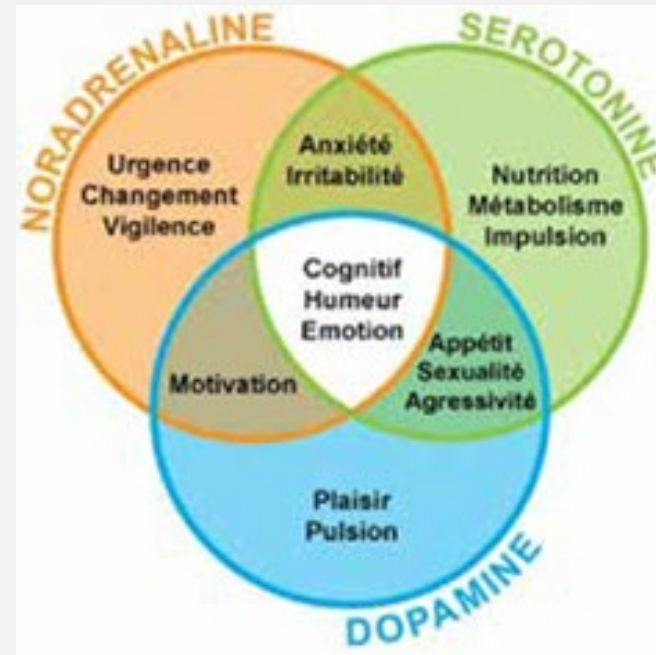 NORADRENALINE
SEROTONINE
Urgence
Changement
Vigilence
Anxiété
Irritabilité
Nutrition
Métabolisme
Impulsion
Cognitif
Humeur
Emotion
Motivation
Appétit
Sexualité
Agressivité
Plaisir
Pulsion
DOPAMINE